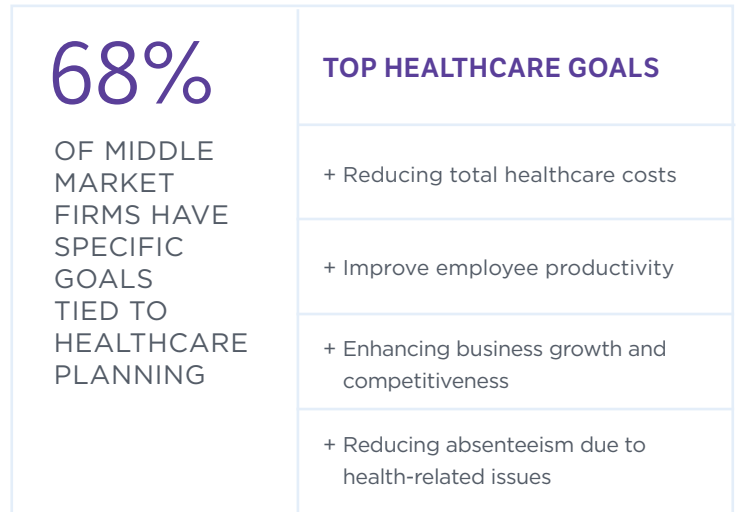 68%
OF MIDDLE
MARKET
FIRMS HAVE
SPECIFIC
GOALS
TIED TO
HEALTHCARE
PLANNING
TOP HEALTHCARE GOALS
+ Reducing total healthcare costs
+ Improve employee productivity
+ Enhancing business growth and
competitiveness
+ Reducing absenteeism due to
health-related issues